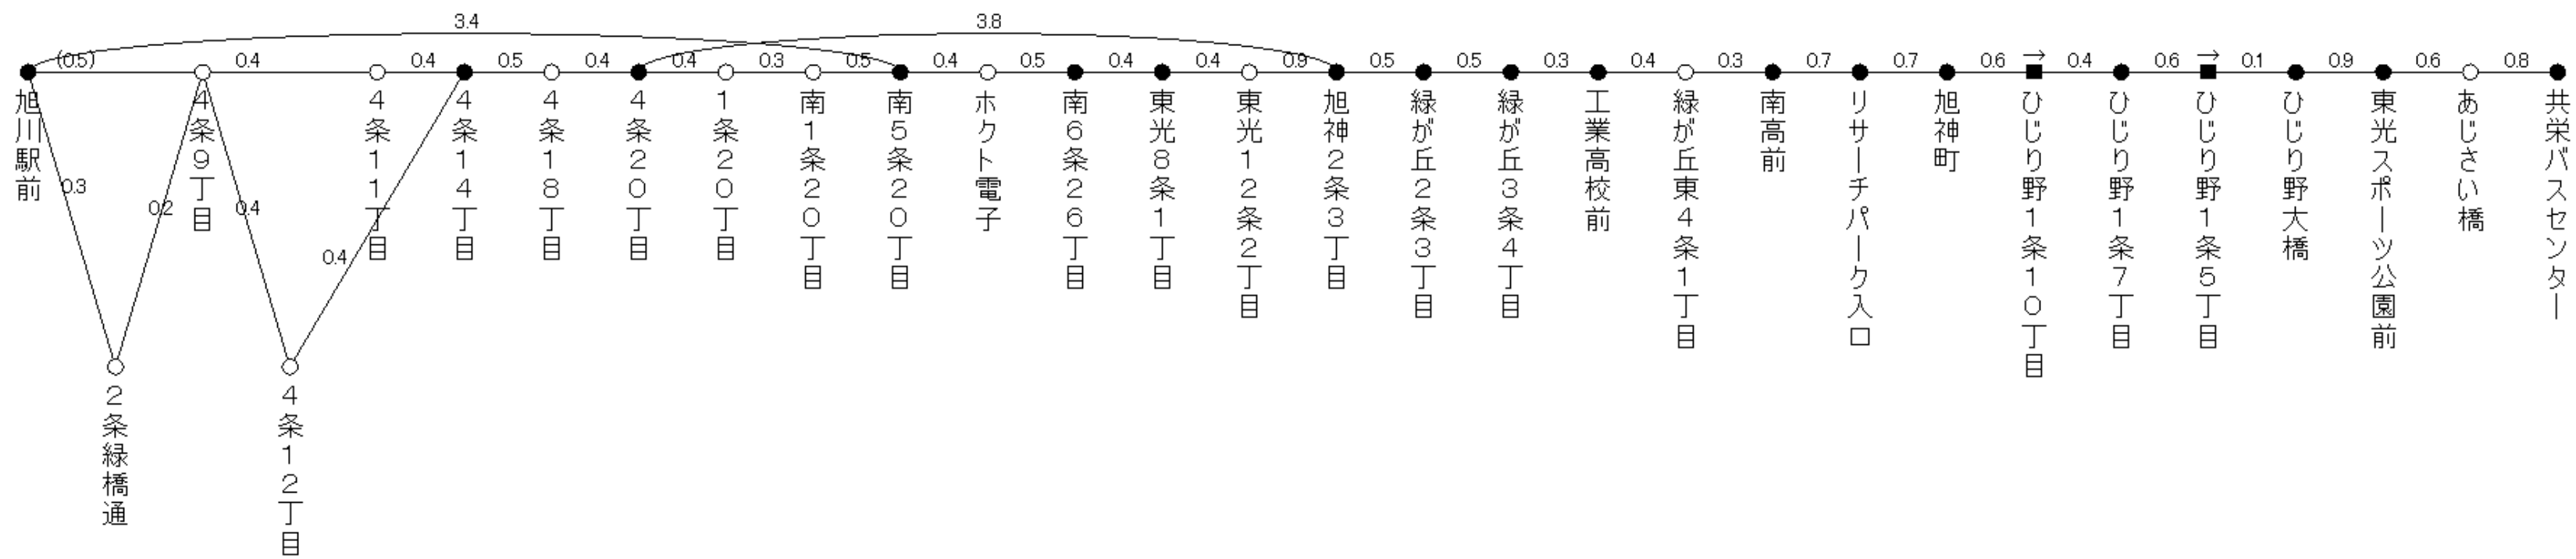 3.4
3.8
(0.5)
0.4
0.4
0.5
0.4
0.4
0.3
0.5
0.4
0.5
0.4
0.4
0.9
0.5
0.5
0.3
0.4
0.3
0.7
0.7
0.6
→
0.4
0.6
→
0.1
0.9
0.6
0.8
旭川駅前
4条9丁目
4条11丁目
4条14丁目
4条18丁目
4条20丁目
1条20丁目
南1条20丁目
南5条20丁目
ホクト電子
南6条26丁目
東光8条1丁目
東光12条2丁目
旭神2条3丁目
緑が丘2条3丁目
緑が丘3条4丁目
工業高校前
緑が丘東4条1丁目
南高前
リサーチパーク入口
旭神町
ひじり野1条10丁目
ひじり野1条7丁目
ひじり野1条5丁目
ひじり野大橋
東光スポーツ公園前
あじさい橋
共栄バスセンター
0.3
0.2
0.4
0.4
2条緑橋通
4条12丁目